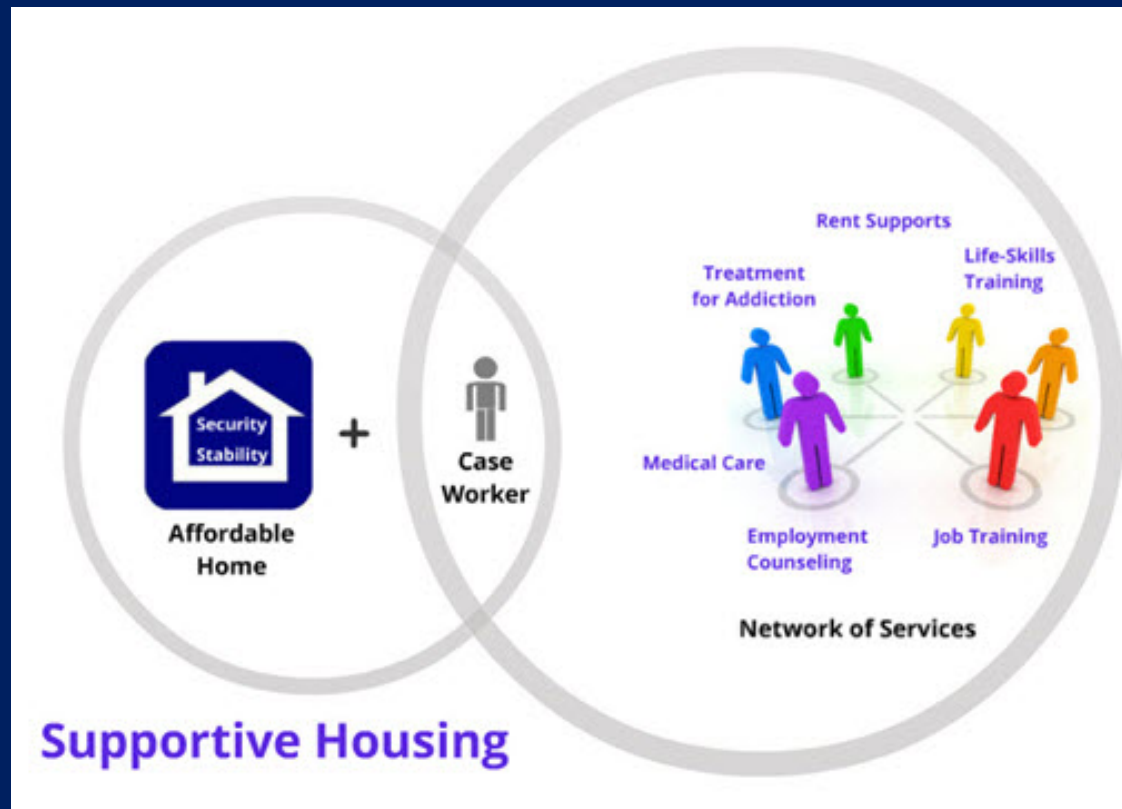 Security
Stability
Affordable
Home
+
Case
Worker
Rent Supports
Life-Skills
Training
Treatment
for Addiction
Medical Care
Employment
Counseling
Job Training
Network of Services
Supportive Housing